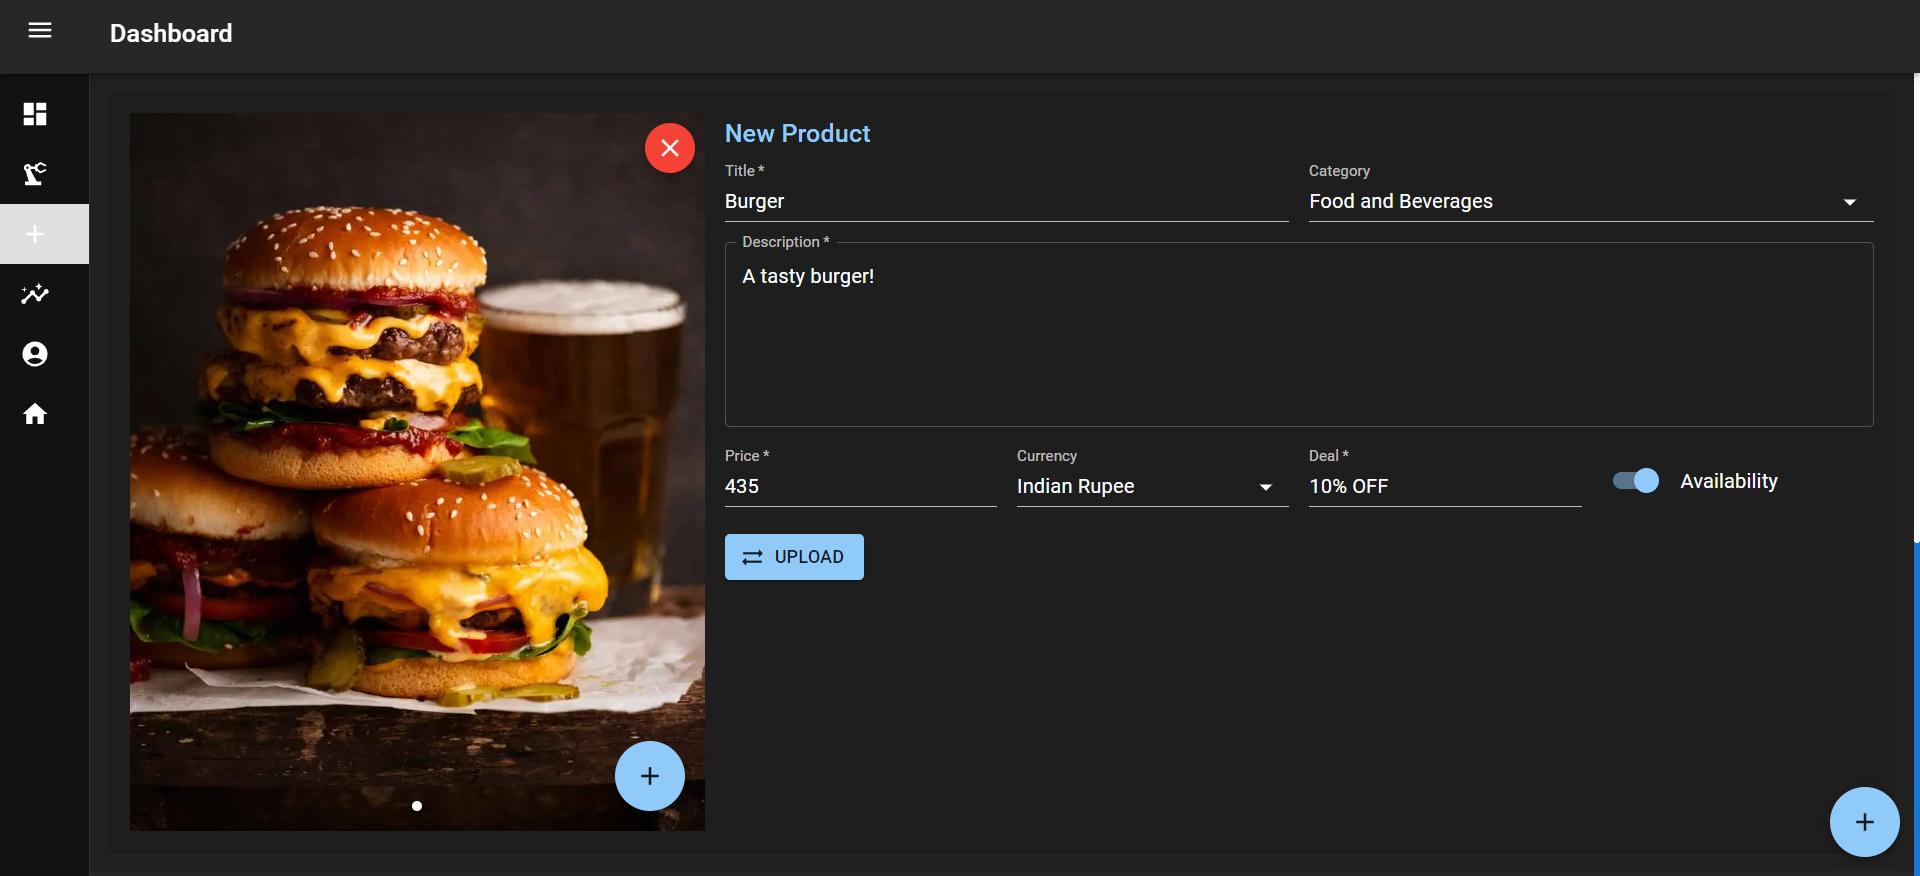 Dashboard
New Product
Title *
Category
Burger
Food and Beverages
Description *
A tasty burger!
Price *
Currency
Deal *
435
Indian Rupee
10% OFF
Availability
UPLOAD